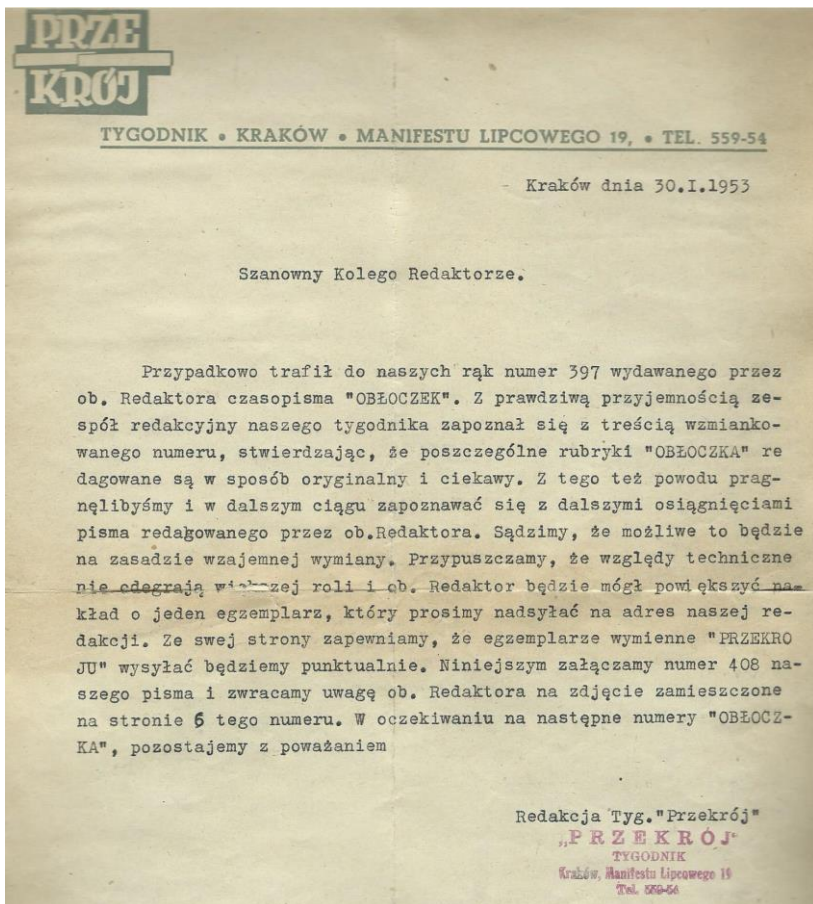 PRZE
KRÓJ
TYGODNIK • KRAKÓW • MANIFESTU LIPCOWEGO 19, • TEL. 559-54
- Kraków dnia 30.I.1953
Szanowny Kolego Redaktorze.
Przypadkowo trafił do naszych rąk numer 397 wydawanego przez
ob. Redaktora czasopisma "OBŁOCZEK". Z prawdziwą przyjemnością ze-
spół redakcyjny naszego tygodnika zapoznał się z treścią wzmianko-
wanego numeru, stwierdzając, że poszczególne rubryki "OBŁOCZKA" re
dagowane są w sposób oryginalny i ciekawy. Z tego też powodu prag-
nęlibyśmy i w dalszym ciągu zapoznawać się z dalszymi osiągnięciami
pisma redagowanego przez ob.Redaktora. Sądzimy, że możliwe to będzie
na zasadzie wzajemnej wymiany. Przypuszczamy, że względy techniczne
nie odegrają większej roli i ob. Redaktor będzie mógł powiększyć na-
kład o jeden egzemplarz, który prosimy nadsyłać na adres naszej re-
dakcji. Ze swej strony zapewniamy, że egzemplarze wymienne "PRZEKRO
JU" wysyłać będziemy punktualnie. Niniejszym załączamy numer 408 na-
szego pisma i zwracamy uwagę ob. Redaktora na zdjęcie zamieszczone
na stronie 6 tego numeru. W oczekiwaniu na następne numery "OBŁOCZ-
KA", pozostajemy z poważaniem
Redakcja Tyg."Przekrój"
„PRZEKRÓJ"
TYGODNIK
Kraków, Manifestu Lipcowego 19
Tel.